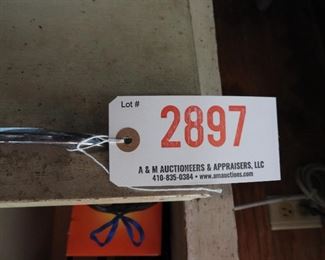 Lot #
2897
A & M AUCTIONEERS & APPRAISERS, LLC
410-835-0384 • www.amauctions.com